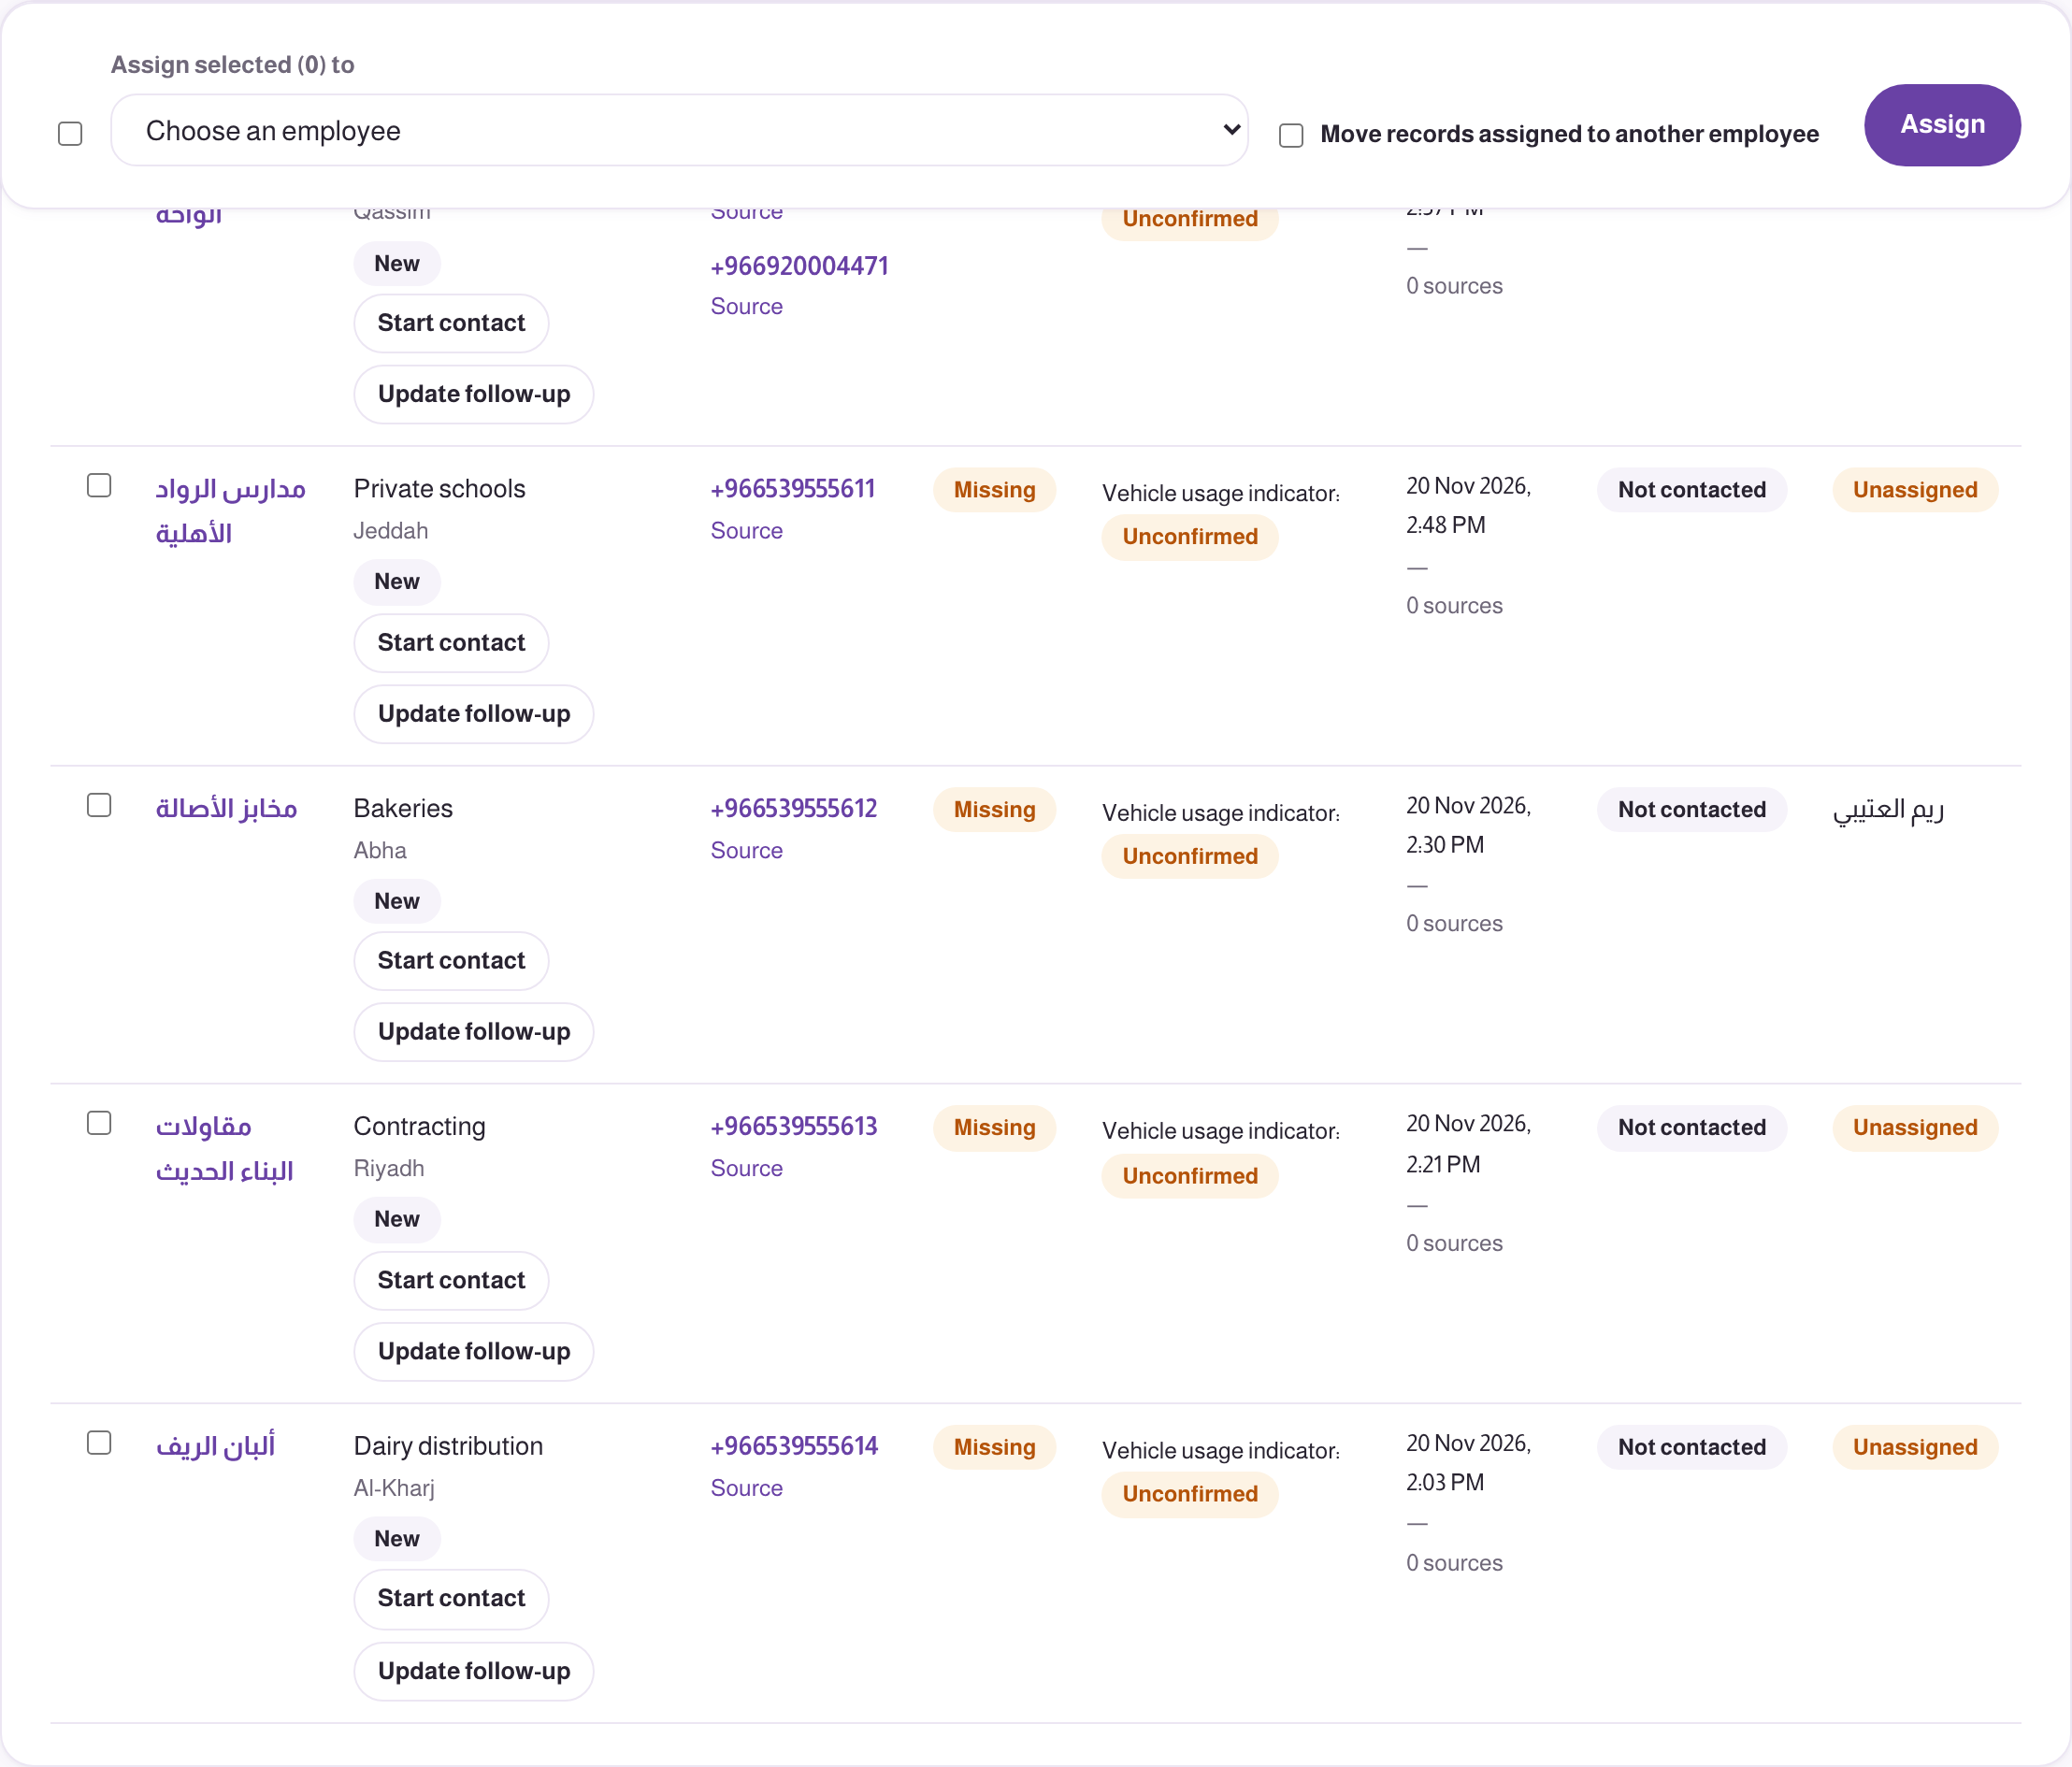 Assign selected (0) to
Choose an employee
Move records assigned to another employee
Assign
الواحة
Qassim
New
Start contact
Update follow-up
Source
+966920004471
Source
Unconfirmed
2:57 PM
—
0 sources
مدارس الرواد
الأهلية
Private schools
Jeddah
New
Start contact
Update follow-up
+966539555611
Source
Missing
Vehicle usage indicator:
Unconfirmed
20 Nov 2026,
2:48 PM
—
0 sources
Not contacted
Unassigned
مخابز الأصالة
Bakeries
Abha
New
Start contact
Update follow-up
+966539555612
Source
Missing
Vehicle usage indicator:
Unconfirmed
20 Nov 2026,
2:30 PM
—
0 sources
Not contacted
ريم العتيبي
مقاولات
البناء الحديث
Contracting
Riyadh
New
Start contact
Update follow-up
+966539555613
Source
Missing
Vehicle usage indicator:
Unconfirmed
20 Nov 2026,
2:21 PM
—
0 sources
Not contacted
Unassigned
ألبان الريف
Dairy distribution
Al-Kharj
New
Start contact
Update follow-up
+966539555614
Source
Missing
Vehicle usage indicator:
Unconfirmed
20 Nov 2026,
2:03 PM
—
0 sources
Not contacted
Unassigned